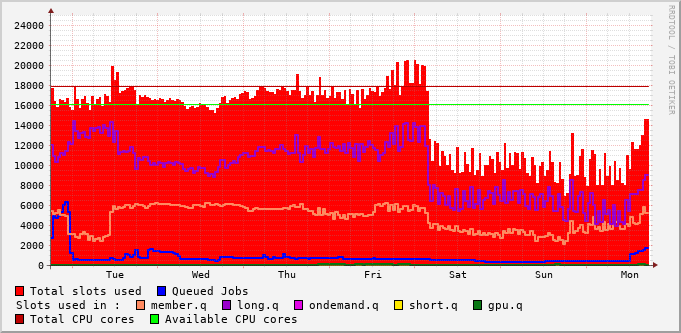 24000
22000
20000
18000
16000
14000
12000
10000
8000
6000
4000
2000
0
Tue Wed Thu Fri Sat Sun Mon
RRDTOOL / TOBI OETIKER
Total slots used Queued Jobs
Slots used in : member.q long.q ondemand.q short.q gpu.q
Total CPU cores Available CPU cores